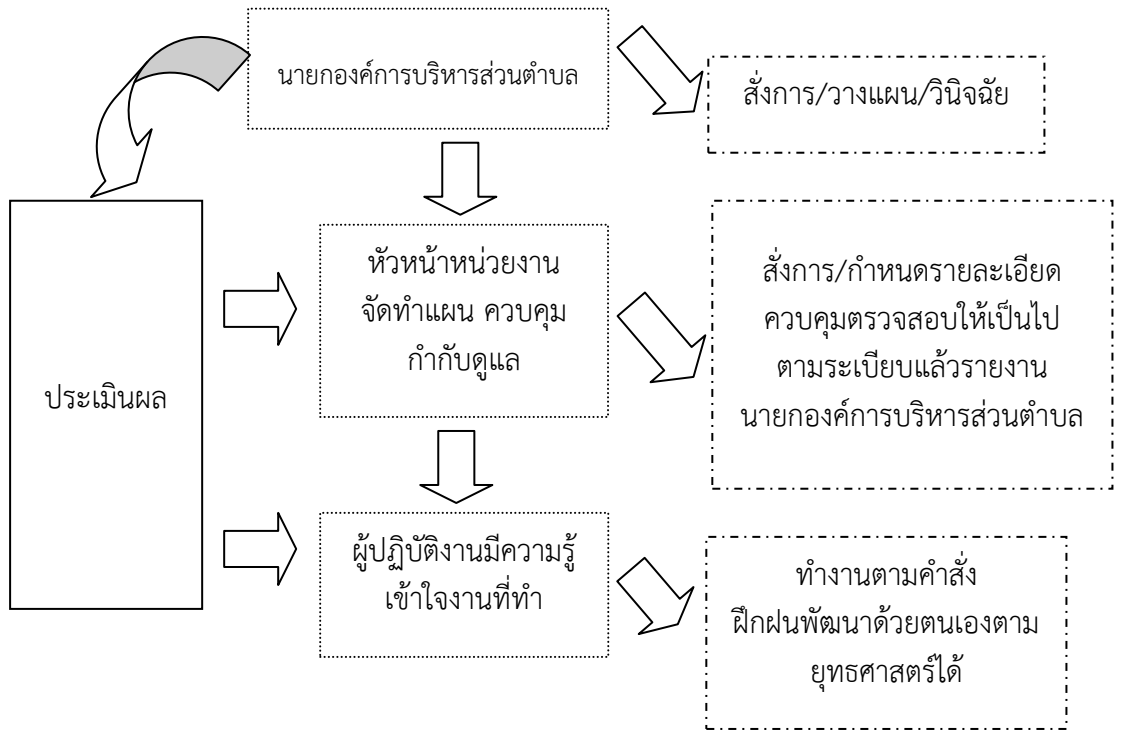 นายกองค์การบริหารส่วนตำบล
สั่งการ/วางแผน/วินิจฉัย
ประเมินผล
หัวหน้าหน่วยงาน
จัดทำแผน ควบคุม
กำกับดูแล
สั่งการ/กำหนดรายละเอียด
ควบคุมตรวจสอบให้เป็นไป
ตามระเบียบแล้วรายงาน
นายกองค์การบริหารส่วนตำบล
ผู้ปฏิบัติงานมีความรู้
เข้าใจงานที่ทำ
ทำงานตามคำสั่ง
ฝึกฝนพัฒนาด้วยตนเองตาม
ยุทธศาสตร์ได้